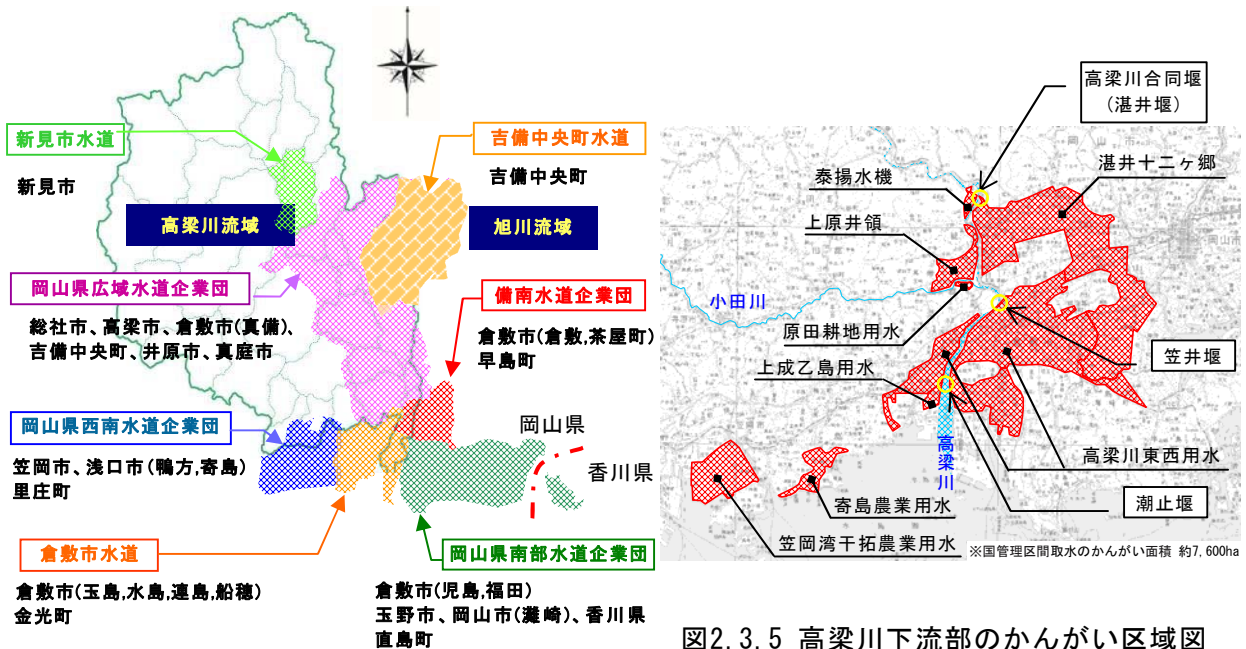 新見市水道
新見市
吉備中央町水道
吉備中央町
高梁川流域
旭川流域
岡山県広域水道企業団
総社市、高梁市、倉敷市(真備)、
吉備中央町、井原市、真庭市
備南水道企業団
倉敷市(倉敷,茶屋町)
早島町
岡山県西南水道企業団
笠岡市、浅口市(鴨方,寄島)
里庄町
岡山県
香川県
倉敷市水道
倉敷市(玉島,水島,連島,船穂)
金光町
岡山県南部水道企業団
倉敷市(児島,福田)
玉野市、岡山市(灘崎)、香川県
直島町
高梁川合同堰
(湛井堰)
湛井十二ヶ郷
秦揚水機
上原井領
小田川
原田耕地用水
笠井堰
上成乙島用水
高梁川
高梁川東西用水
寄島農業用水
潮止堰
笠岡湾干拓農業用水
※国管理区間取水のかんがい面積 約7,600ha
図2.3.5 高梁川下流部のかんがい区域図